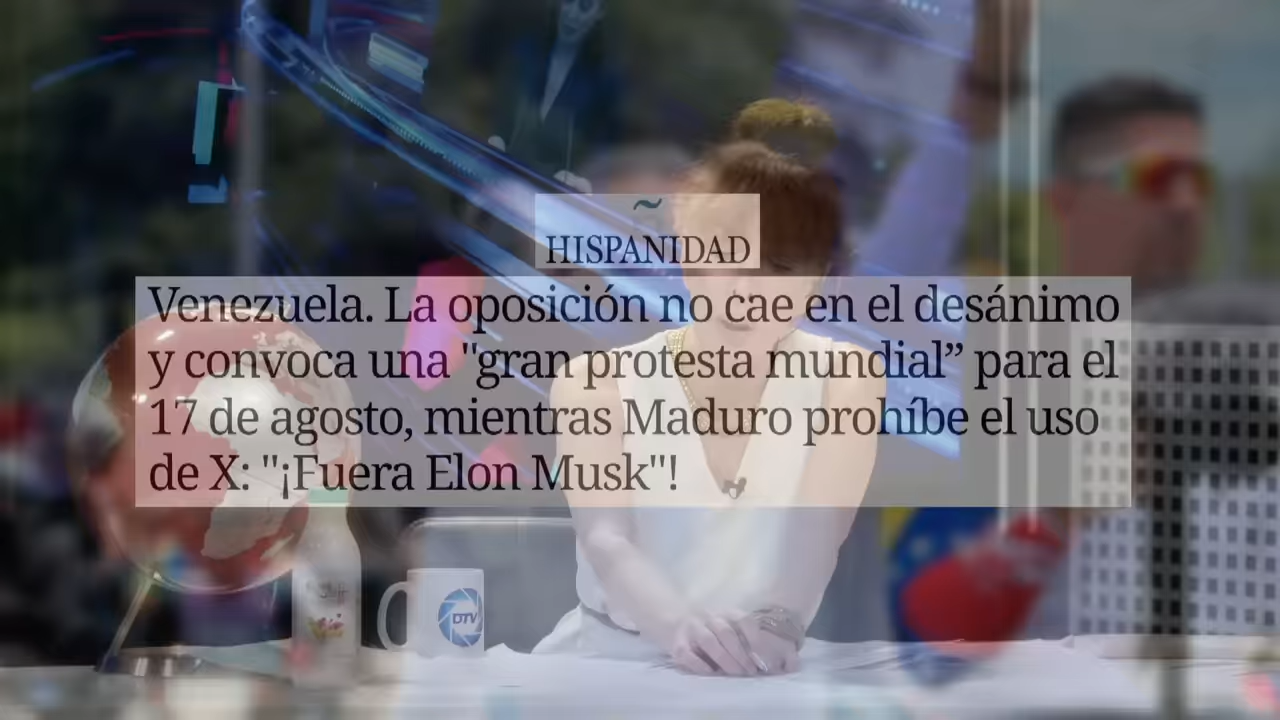 ~
HISPANIDAD
Venezuela. La oposición no cae en el desánimo
y convoca una "gran protesta mundial” para el
17 de agosto, mientras Maduro prohíbe el uso
de X: "¡Fuera Elon Musk"!
DTV